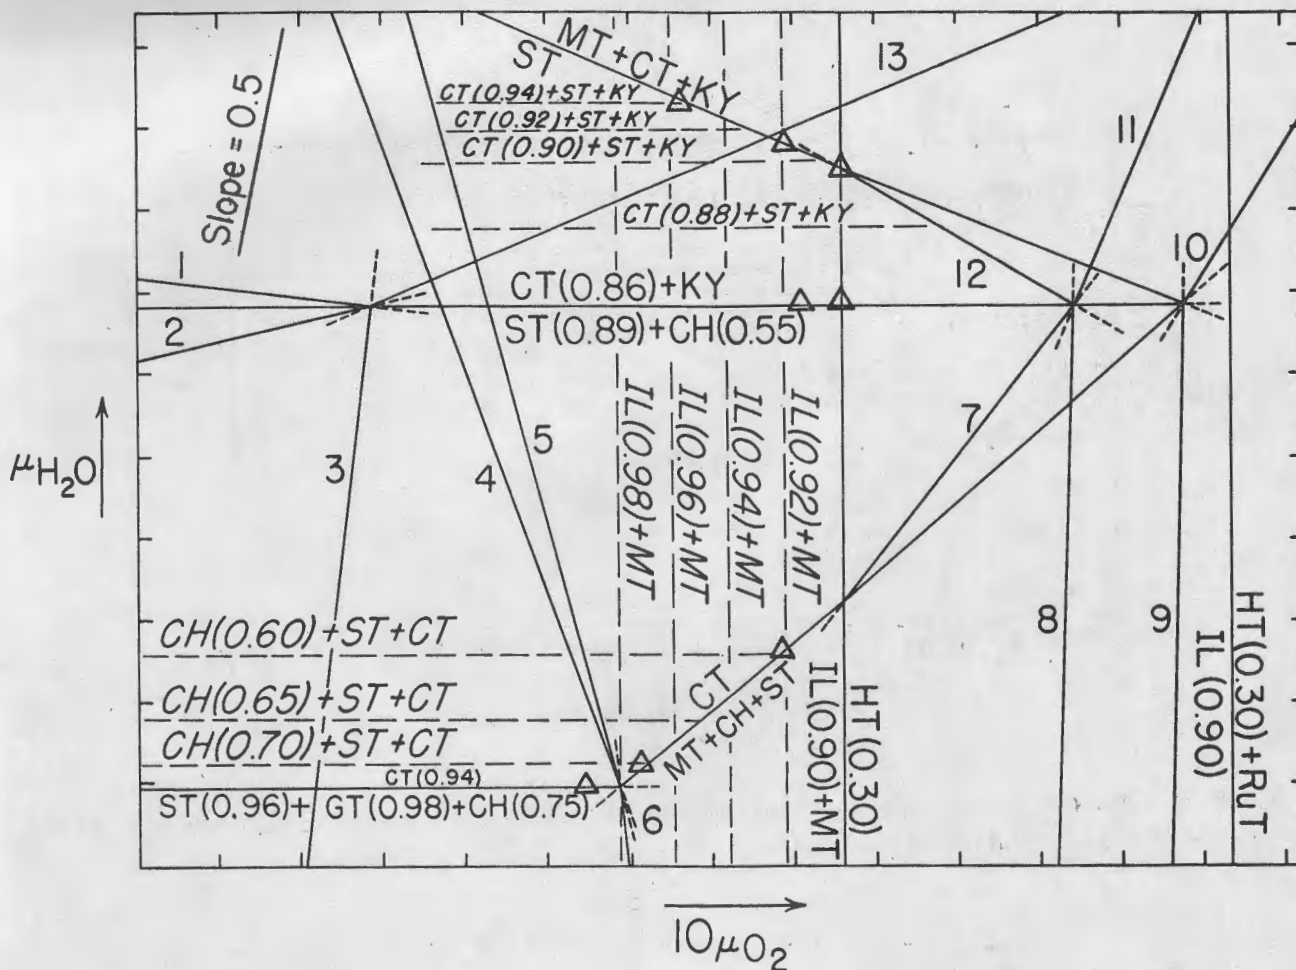 MT+CT+KY
ST
13
CT(0.94)+ST+KY
CT(0.92)+ST+KY
CT(0.90)+ST+KY
11
Slope = 0.5
CT(0.88)+ST+KY
1
CT(0.86)+KY
12
10
2
ST(0.89)+CH(0.55)
3
4
5
IL(0.98)+MT
IL(0.96)+MT
IL(0.94)+MT
IL(0.92)+MT
7
μH2O
8
9
CH(0.60)+ST+CT
CH(0.65)+ST+CT
CH(0.70)+ST+CT
CT(0.94)
ST(0.96)+ GT(0.98)+CH(0.75)
6
CT
MT+CH+ST
IL(0.90)+MT
HT(0.30)
IL (0.90)
HT(0.30)+RuT
10μO2